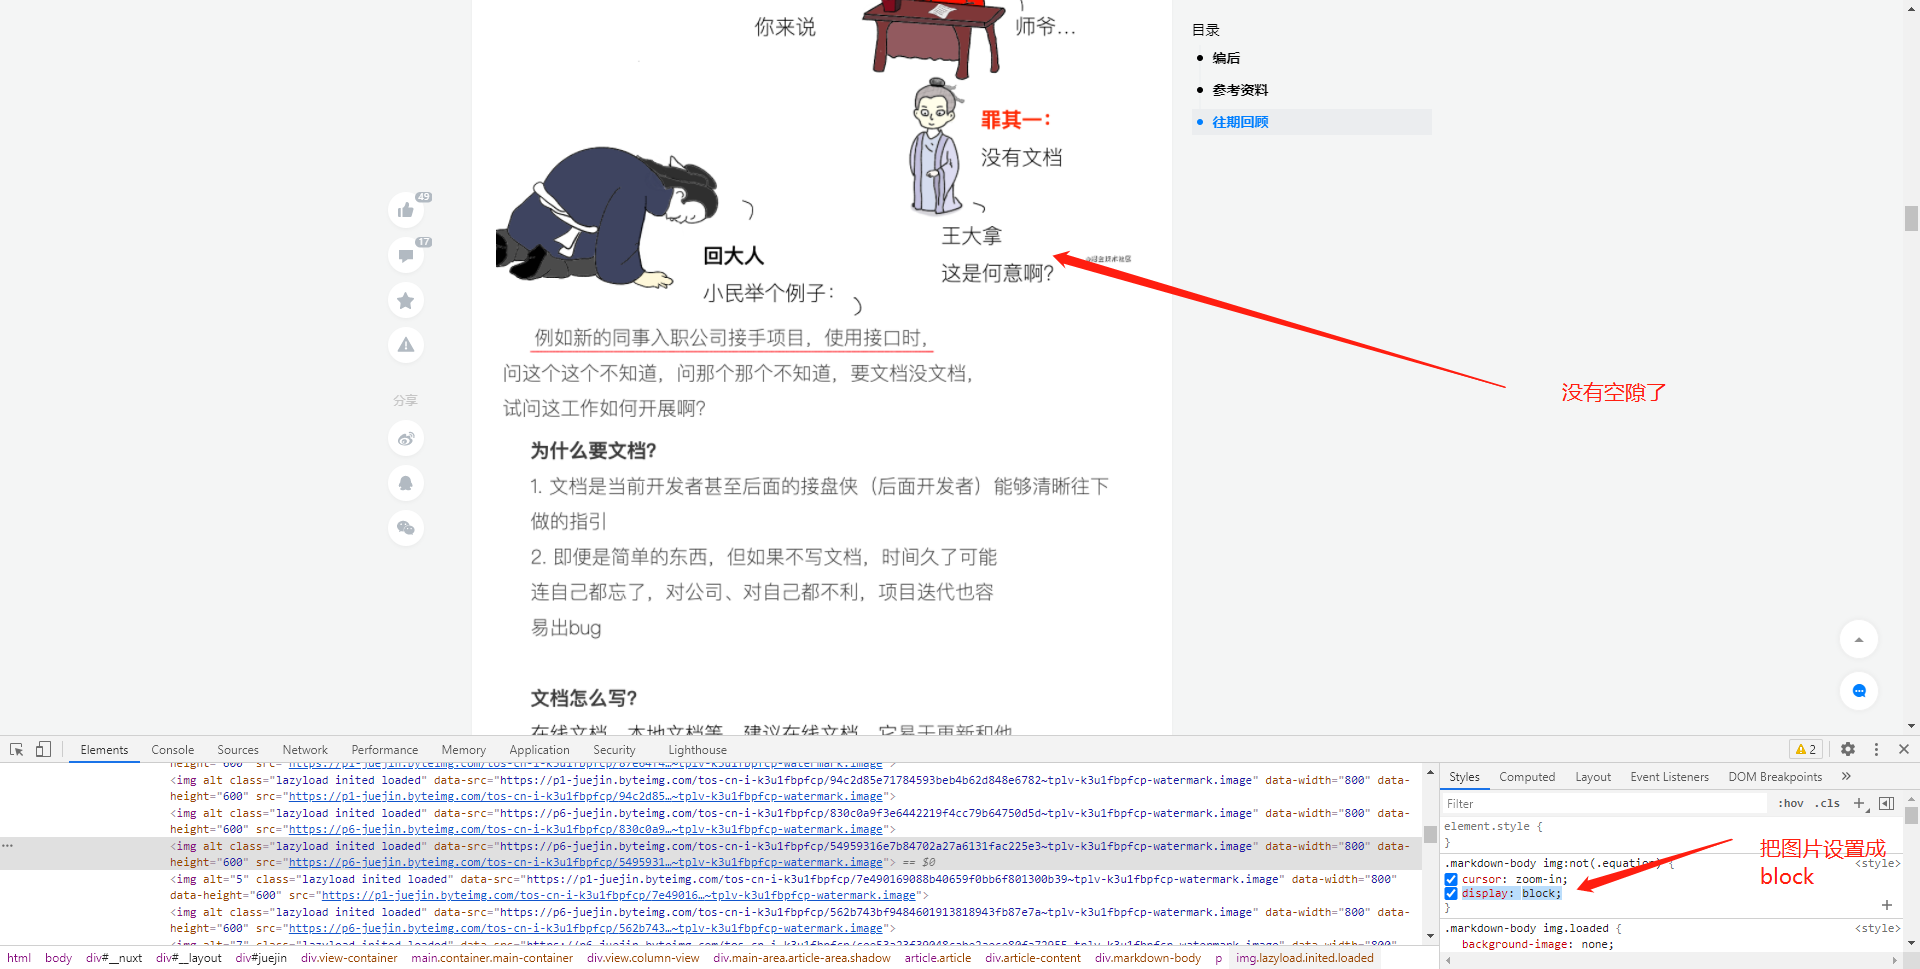 你来说
师爷...
罪其一：
没有文档
王大拿
这是何意啊？
回大人
小民举个例子：
例如新的同事入职公司接手项目，使用接口时，
问这个这个不知道，问那个那个不知道，要文档没文档，
试问这工作如何开展啊？
为什么要文档？
1. 文档是当前开发者甚至后面的接盘侠（后面开发者）能够清晰往下
做的指引
2. 即便是简单的东西，但如果不写文档，时间久了可能
连自己都忘了，对公司、对自己都不利，项目迭代也容
易出bug
文档怎么写？
在线文档、本地文档等，建议在线文档，它易于更新和他
49
17
分享
目录
编后
参考资料
往期回顾
没有空隙了
Elements Console Sources Network Performance Memory Application Security Lighthouse
2
<img alt class="lazyload inited loaded" data-src="https://p1-juejin.byteimg.com/tos-cn-i-k3u1fbpfcp/94c2d85e71784593beb4b62d848e6782~tplv-k3u1fbpfcp-watermark.image" data-width="800" data-
height="600" src="https://p1-juejin.byteimg.com/tos-cn-i-k3u1fbpfcp/94c2d85…~tplv-k3u1fbpfcp-watermark.image">
<img alt class="lazyload inited loaded" data-src="https://p6-juejin.byteimg.com/tos-cn-i-k3u1fbpfcp/830c0a9f3e6442219f4cc79b64750d5d~tplv-k3u1fbpfcp-watermark.image" data-width="800" data-
height="600" src="https://p6-juejin.byteimg.com/tos-cn-i-k3u1fbpfcp/830c0a9…~tplv-k3u1fbpfcp-watermark.image">
...
<img alt class="lazyload inited loaded" data-src="https://p6-juejin.byteimg.com/tos-cn-i-k3u1fbpfcp/54959316e7b84702a27a6131fac225e3~tplv-k3u1fbpfcp-watermark.image" data-width="800" data-
height="600" src="https://p6-juejin.byteimg.com/tos-cn-i-k3u1fbpfcp/5495931…~tplv-k3u1fbpfcp-watermark.image"> == $0
<img alt="5" class="lazyload inited loaded" data-src="https://p1-juejin.byteimg.com/tos-cn-i-k3u1fbpfcp/7e490169088b40659f0bb6f801300b39~tplv-k3u1fbpfcp-watermark.image" data-width="800"
data-height="600" src="https://p1-juejin.byteimg.com/tos-cn-i-k3u1fbpfcp/7e49016…~tplv-k3u1fbpfcp-watermark.image">
<img alt class="lazyload inited loaded" data-src="https://p6-juejin.byteimg.com/tos-cn-i-k3u1fbpfcp/562b743bf9484601913818943fb87e7a~tplv-k3u1fbpfcp-watermark.image" data-width="800" data-
height="600" src="https://p6-juejin.byteimg.com/tos-cn-i-k3u1fbpfcp/562b743…~tplv-k3u1fbpfcp-watermark.image">
html body div#__nuxt div#__layout div#juejin div.view-container main.container.main-container div.view.column-view div.main-area.article-area.shadow article.article div.article-content div.markdown-body p img.lazyload.inited.loaded
Styles Computed Layout Event Listeners DOM Breakpoints
Filter
:hov .cls
element.style {
}
.markdown-body img:not(.equation) {
<style>
cursor: zoom-in;
display: block;
}
把图片设置成
block
.markdown-body img.loaded {
<style>
background-image: none;